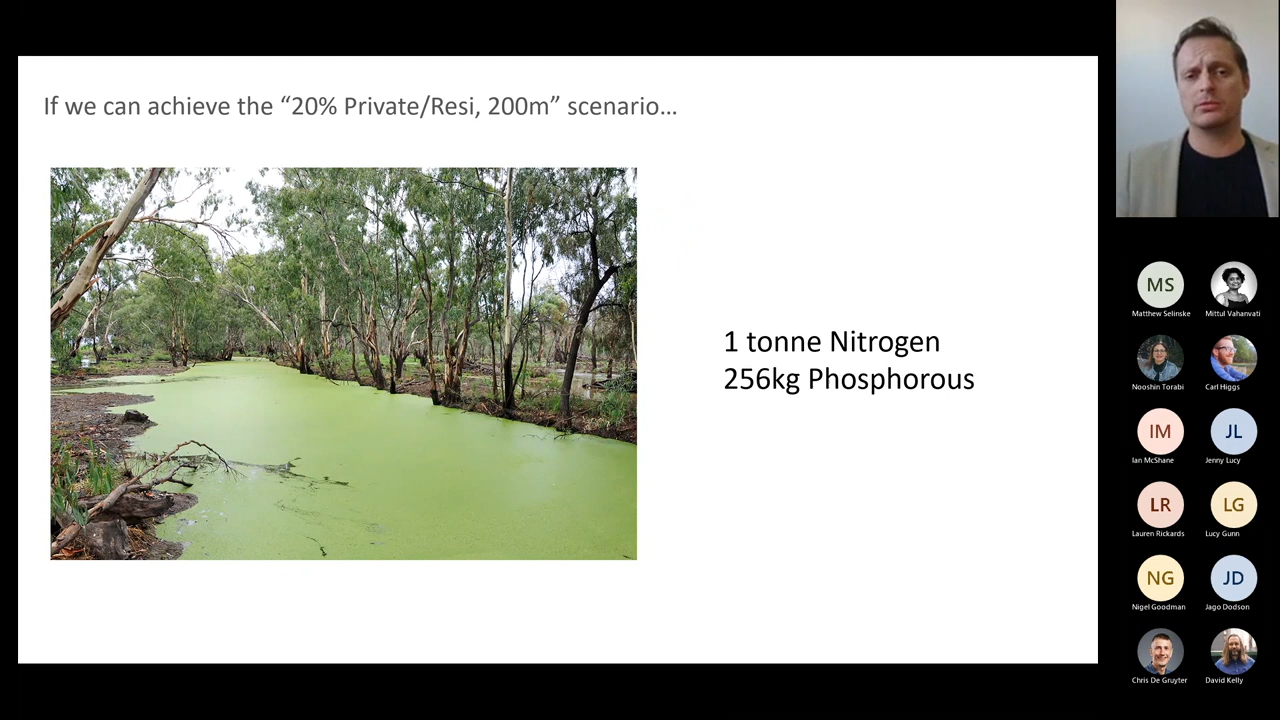 If we can achieve the “20% Private/Resi, 200m” scenario…
1 tonne Nitrogen
256kg Phosphorous
MS
Matthew Selinske
Mittul Vahanvati
Nooshin Torabi
Carl Higgs
IM
JL
Ian McShane
Jenny Lucy
LR
LG
Lauren Rickards
Lucy Gunn
NG
JD
Nigel Goodman
Jago Dodson
Chris De Gruyter
David Kelly